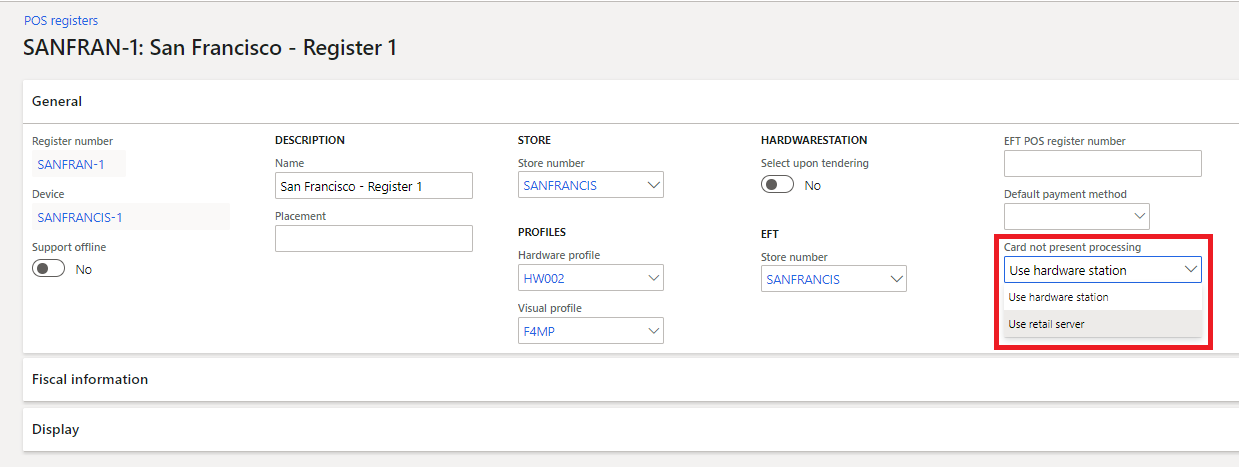 POS registers
SANFRAN-1: San Francisco - Register 1
General
Register number
SANFRAN-1
Device
SANFRANCIS-1
Support offline
No
DESCRIPTION
Name
San Francisco - Register 1
Placement
STORE
Store number
SANFRANCIS
PROFILES
Hardware profile
HW002
Visual profile
F4MP
HARDWARESTATION
Select upon tendering
No
EFT
Store number
SANFRANCIS
EFT POS register number
Default payment method
Card not present processing
Use hardware station
Use hardware station
Use retail server
Fiscal information
Display